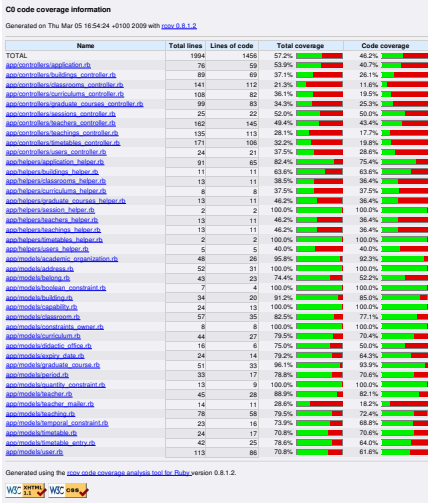 C0 code coverage information
Generated on Thu Mar 05 16:54:24 +0100 2009 with rcov 0.8.1.2
Name Total lines Lines of code Total coverage Code coverage
TOTAL 1994 1456 57.2% 46.2%
app/controllers/application.rb 76 59 53.9% 40.7%
app/controllers/buildings_controller.rb 89 69 37.1% 26.1%
app/controllers/classrooms_controller.rb 141 112 21.3% 11.6%
app/controllers/curriculums_controller.rb 108 82 36.1% 19.5%
app/controllers/graduate_courses_controller.rb 99 83 34.3% 25.3%
app/controllers/sessions_controller.rb 25 22 52.0% 50.0%
app/controllers/teachers_controller.rb 162 145 49.4% 43.4%
app/controllers/teachings_controller.rb 135 113 28.1% 17.7%
app/controllers/timetables_controller.rb 171 106 32.2% 19.8%
app/controllers/users_controller.rb 24 21 37.5% 28.6%
app/helpers/application_helper.rb 91 65 82.4% 75.4%
app/helpers/buildings_helper.rb 11 11 63.6% 63.6%
app/helpers/classrooms_helper.rb 13 11 38.5% 36.4%
app/helpers/curriculums_helper.rb 8 8 37.5% 37.5%
app/helpers/graduate_courses_helper.rb 13 11 46.2% 36.4%
app/helpers/session_helper.rb 2 2 100.0% 100.0%
app/helpers/teachers_helper.rb 13 11 46.2% 36.4%
app/helpers/teachings_helper.rb 13 11 46.2% 36.4%
app/helpers/timetables_helper.rb 2 2 100.0% 100.0%
app/helpers/users_helper.rb 5 5 40.0% 40.0%
app/models/academic_organization.rb 48 26 95.8% 92.3%
app/models/address.rb 52 31 100.0% 100.0%
app/models/belong.rb 43 23 74.4% 52.2%
app/models/boolean_constraint.rb 7 4 100.0% 100.0%
app/models/building.rb 34 20 91.2% 85.0%
app/models/capability.rb 24 13 100.0% 100.0%
app/models/classroom.rb 57 35 82.5% 77.1%
app/models/constraints_owner.rb 8 8 100.0% 100.0%
app/models/curriculum.rb 44 27 79.5% 70.4%
app/models/didactic_office.rb 16 6 75.0% 50.0%
app/models/expiry_date.rb 24 14 79.2% 64.3%
app/models/graduate_course.rb 51 33 96.1% 93.9%
app/models/period.rb 33 17 78.8% 70.6%
app/models/quantity_constraint.rb 13 9 100.0% 100.0%
app/models/teacher.rb 45 28 88.9% 82.1%
app/models/teacher_mailer.rb 14 11 28.6% 18.2%
app/models/teaching.rb 78 58 79.5% 72.4%
app/models/temporal_constraint.rb 23 16 73.9% 68.8%
app/models/timetable.rb 24 17 70.8% 70.6%
app/models/timetable_entry.rb 42 25 78.6% 64.0%
app/models/user.rb 113 86 70.8% 61.6%
Generated using the rcov code coverage analysis tool for Ruby version 0.8.1.2.
W3C XHTML 1.1 W3C css